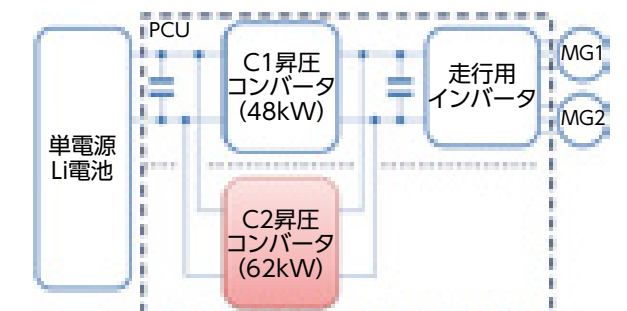 PCU
単電源
Li電池
C1昇圧
コンバータ
(48kW)
走行用
インバータ
MG1
MG2
C2昇圧
コンバータ
(62kW)